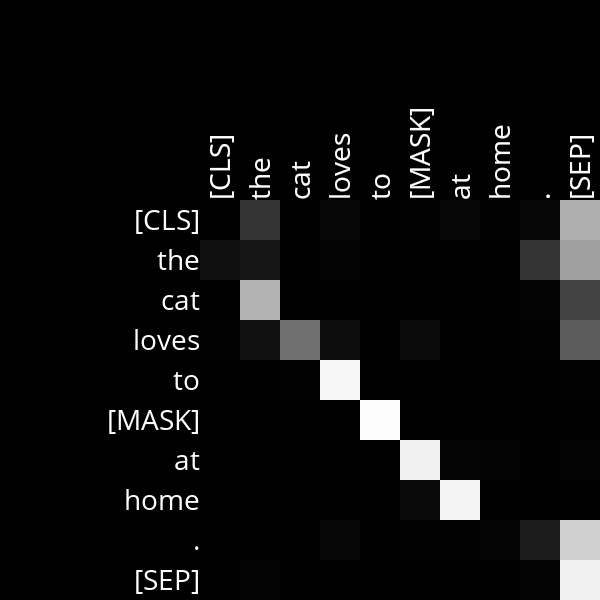 [CLS] the cat loves to [MASK] at home . [SEP]
[CLS]
the
cat
loves
to
[MASK]
at
home
.
[SEP]